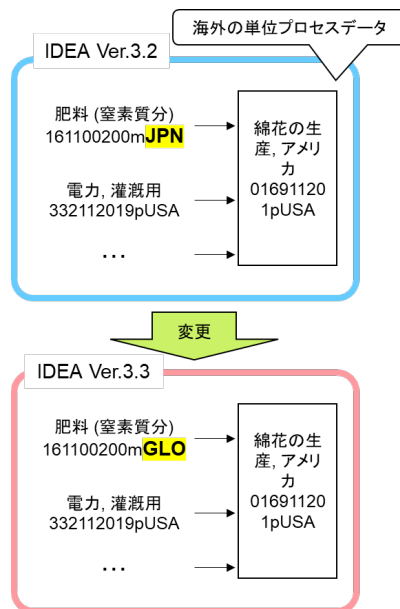 海外の単位プロセスデータ
IDEA Ver.3.2
肥料 (窒素質分)
161100200mJPN
電力, 灌漑用
332112019pUSA
...
綿花の生
産, アメリ
カ
01691120
1pUSA
変更
IDEA Ver.3.3
肥料 (窒素質分)
161100200mGLO
電力, 灌漑用
332112019pUSA
...
綿花の生
産, アメリ
カ
01691120
1pUSA